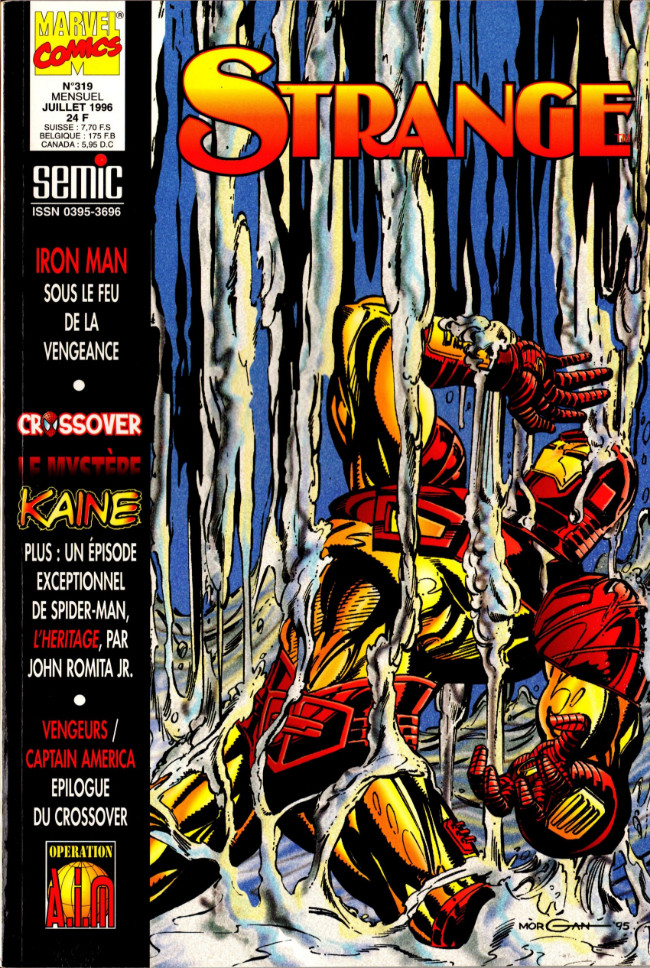 MARVEL®
COMICS
M
N°319
MENSUEL
JUILLET 1996
24 F
SUISSE : 7,70 F.S
BELGIQUE : 175 F.B
CANADA : 5,95 D.C
semic
ISSN 0395-3696
STRANGE™
IRON MAN
SOUS LE FEU
DE LA
VENGEANCE
CROSSOVER
LE MYSTÈRE
KAINE
PLUS : UN ÉPISODE
EXCEPTIONNEL
DE SPIDER-MAN,
L'HERITAGE, PAR
JOHN ROMITA JR.
VENGEURS /
CAPTAIN AMERICA
EPILOGUE
DU CROSSOVER
OPERATION
A.I.M
MORGAN '95